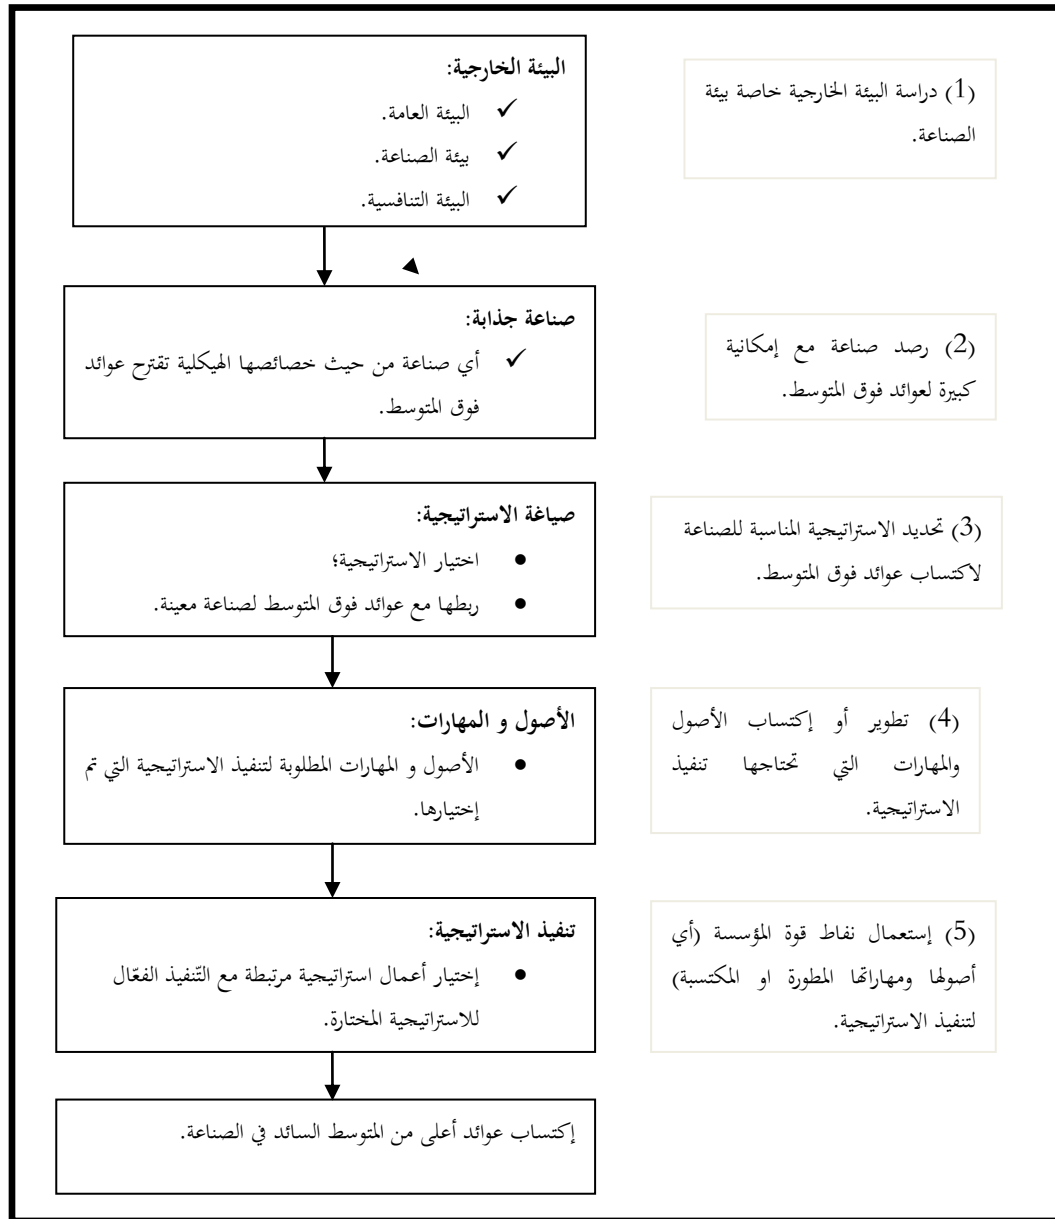 البيئة الخارجية:
✓ البيئة العامة.
✓ بيئة الصناعة.
✓ البيئة التنافسية.
(1) دراسة البيئة الخارجية خاصة بيئة
الصناعة.
صناعة جذابة:
✓ أي صناعة من حيث خصائصها الهيكلية تقترح عوائد
فوق المتوسط.
(2) رصد صناعة مع إمكانية
كبيرة لعوائد فوق المتوسط.
صياغة الاستراتيجية:
● اختيار الاستراتيجية؛
● ربطها مع عوائد فوق المتوسط لصناعة معينة.
(3) تحديد الاستراتيجية المناسبة للصناعة
لاكتساب عوائد فوق المتوسط.
الأصول و المهارات:
● الأصول و المهارات المطلوبة لتنفيذ الاستراتيجية التي تم
إختيارها.
(4) تطوير أو إكتساب الأصول
والمهارات التي تحتاجها تنفيذ
الاستراتيجية.
تنفيذ الاستراتيجية:
● إختيار أعمال استراتيجية مرتبطة مع التّنفيذ الفعّال
للاستراتيجية المختارة.
(5) إستعمال نفاط قوة المؤسسة (أي
أصولها ومهاراتها المطورة او المكتسبة)
لتنفيذ الاستراتيجية.
إكتساب عوائد أعلى من المتوسط السائد في الصناعة.